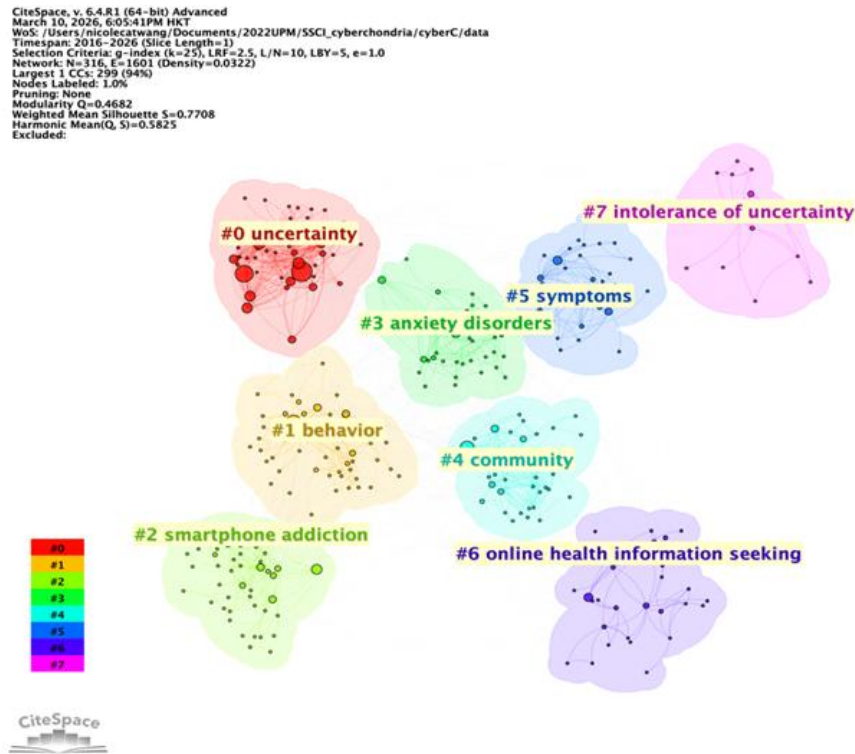 CiteSpace, v. 6.4.R1 (64-bit) Advanced
March 10, 2026, 6:05:41PM HKT
WoS: /Users/nicolecatwang/Documents/2022UPM/SSCI_cyberchondria/cyberC/data
Timespan: 2016-2026 (Slice Length=1)
Selection Criteria: g-index (k=25), LRF=2.5, L/N=10, LBY=5, e=1.0
Network: N=316, E=1601 (Density=0.0322)
Largest 1 CCs: 299 (94%)
Nodes Labeled: 1.0%
Pruning: None
Modularity Q=0.4682
Weighted Mean Silhouette S=0.7708
Harmonic Mean(Q, S)=0.5825
Excluded:
#7 intolerance of uncertainty
#0 uncertainty
#5 symptoms
#3 anxiety disorders
#1 behavior
#4 community
#2 smartphone addiction
#6 online health information seeking
#0
#1
#2
#3
#4
#5
#6
#7
CiteSpace